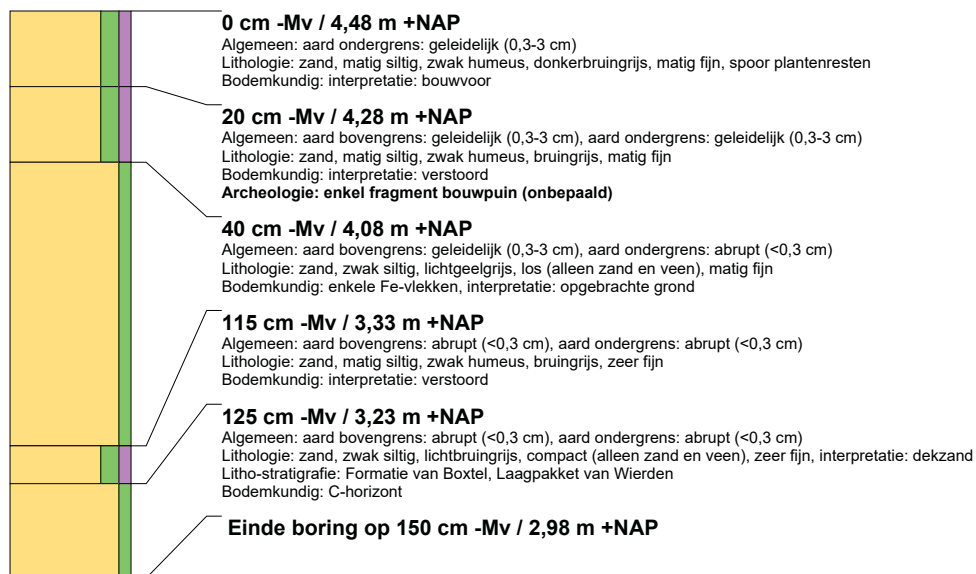 0 cm -Mv / 4,48 m +NAP
Algemeen: aard ondergrens: geleidelijk (0,3-3 cm)
Lithologie: zand, matig siltig, zwak humeus, donkerbruingrijs, matig fijn, spoor plantenresten
Bodemkundig: interpretatie: bouwvoor
20 cm -Mv / 4,28 m +NAP
Algemeen: aard bovengrens: geleidelijk (0,3-3 cm), aard ondergrens: geleidelijk (0,3-3 cm)
Lithologie: zand, matig siltig, zwak humeus, bruingrijs, matig fijn
Bodemkundig: interpretatie: verstoord
Archeologie: enkel fragment bouwpuin (onbepaald)
40 cm -Mv / 4,08 m +NAP
Algemeen: aard bovengrens: geleidelijk (0,3-3 cm), aard ondergrens: abrupt (<0,3 cm)
Lithologie: zand, zwak siltig, lichtgeelgrijs, los (alleen zand en veen), matig fijn
Bodemkundig: enkele Fe-vlekken, interpretatie: opgebrachte grond
115 cm -Mv / 3,33 m +NAP
Algemeen: aard bovengrens: abrupt (<0,3 cm), aard ondergrens: abrupt (<0,3 cm)
Lithologie: zand, matig siltig, zwak humeus, bruingrijs, zeer fijn
Bodemkundig: interpretatie: verstoord
125 cm -Mv / 3,23 m +NAP
Algemeen: aard bovengrens: abrupt (<0,3 cm), aard ondergrens: abrupt (<0,3 cm)
Lithologie: zand, zwak siltig, lichtbruingrijs, compact (alleen zand en veen), zeer fijn, interpretatie: dekzand
Litho-stratigrafie: Formatie van Boxtel, Laagpakket van Wierden
Bodemkundig: C-horizont
Einde boring op 150 cm -Mv / 2,98 m +NAP